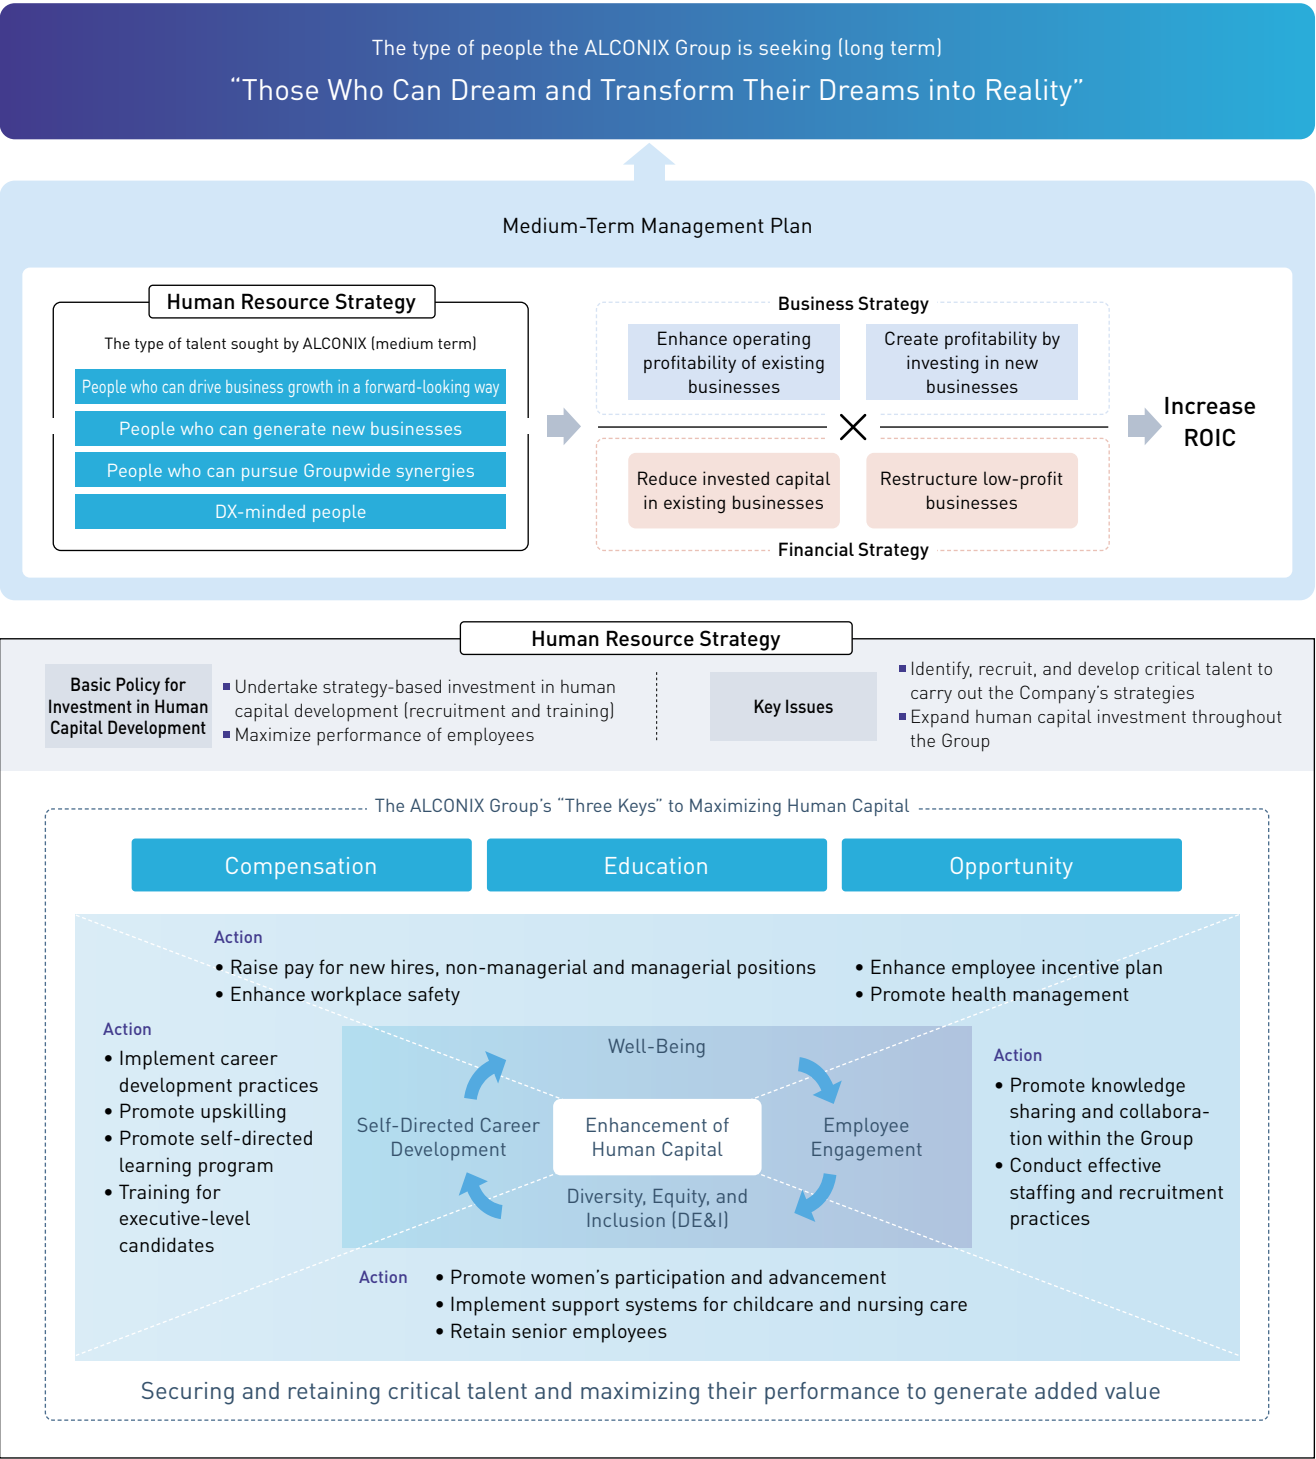 The type of people the ALCONIX Group is seeking (long term)
“Those Who Can Dream and Transform Their Dreams into Reality”
Medium-Term Management Plan
Human Resource Strategy
The type of talent sought by ALCONIX (medium term)
People who can drive business growth in a forward-looking way
People who can generate new businesses
People who can pursue Groupwide synergies
DX-minded people
Business Strategy
Enhance operating
profitability of existing
businesses
Create profitability by
investing in new
businesses
Reduce invested capital
in existing businesses
Restructure low-profit
businesses
Financial Strategy
Increase
ROIC
Human Resource Strategy
Basic Policy for
Investment in Human
Capital Development
■ Undertake strategy-based investment in human
capital development (recruitment and training)
■ Maximize performance of employees
Key Issues
■ Identify, recruit, and develop critical talent to
carry out the Company’s strategies
■ Expand human capital investment throughout
the Group
The ALCONIX Group’s “Three Keys” to Maximizing Human Capital
Compensation
Education
Opportunity
Action
• Raise pay for new hires, non-managerial and managerial positions
• Enhance workplace safety
• Enhance employee incentive plan
• Promote health management
Action
• Implement career
development practices
• Promote upskilling
• Promote self-directed
learning program
• Training for
executive-level
candidates
Well-Being
Self-Directed Career
Development
Enhancement of
Human Capital
Employee
Engagement
Diversity, Equity, and
Inclusion (DE&I)
Action
• Promote knowledge
sharing and collabora-
tion within the Group
• Conduct effective
staffing and recruitment
practices
Action
• Promote women’s participation and advancement
• Implement support systems for childcare and nursing care
• Retain senior employees
Securing and retaining critical talent and maximizing their performance to generate added value